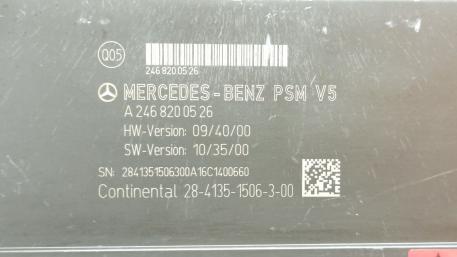 Q05
246 820 05 26
MERCEDES-BENZ PSM V5
A 246 820 05 26
HW-Version: 09/40/00
SW-Version: 10/35/00
SN: 2841351506300A16C1400660
Continental 28-4135-1506-3-00